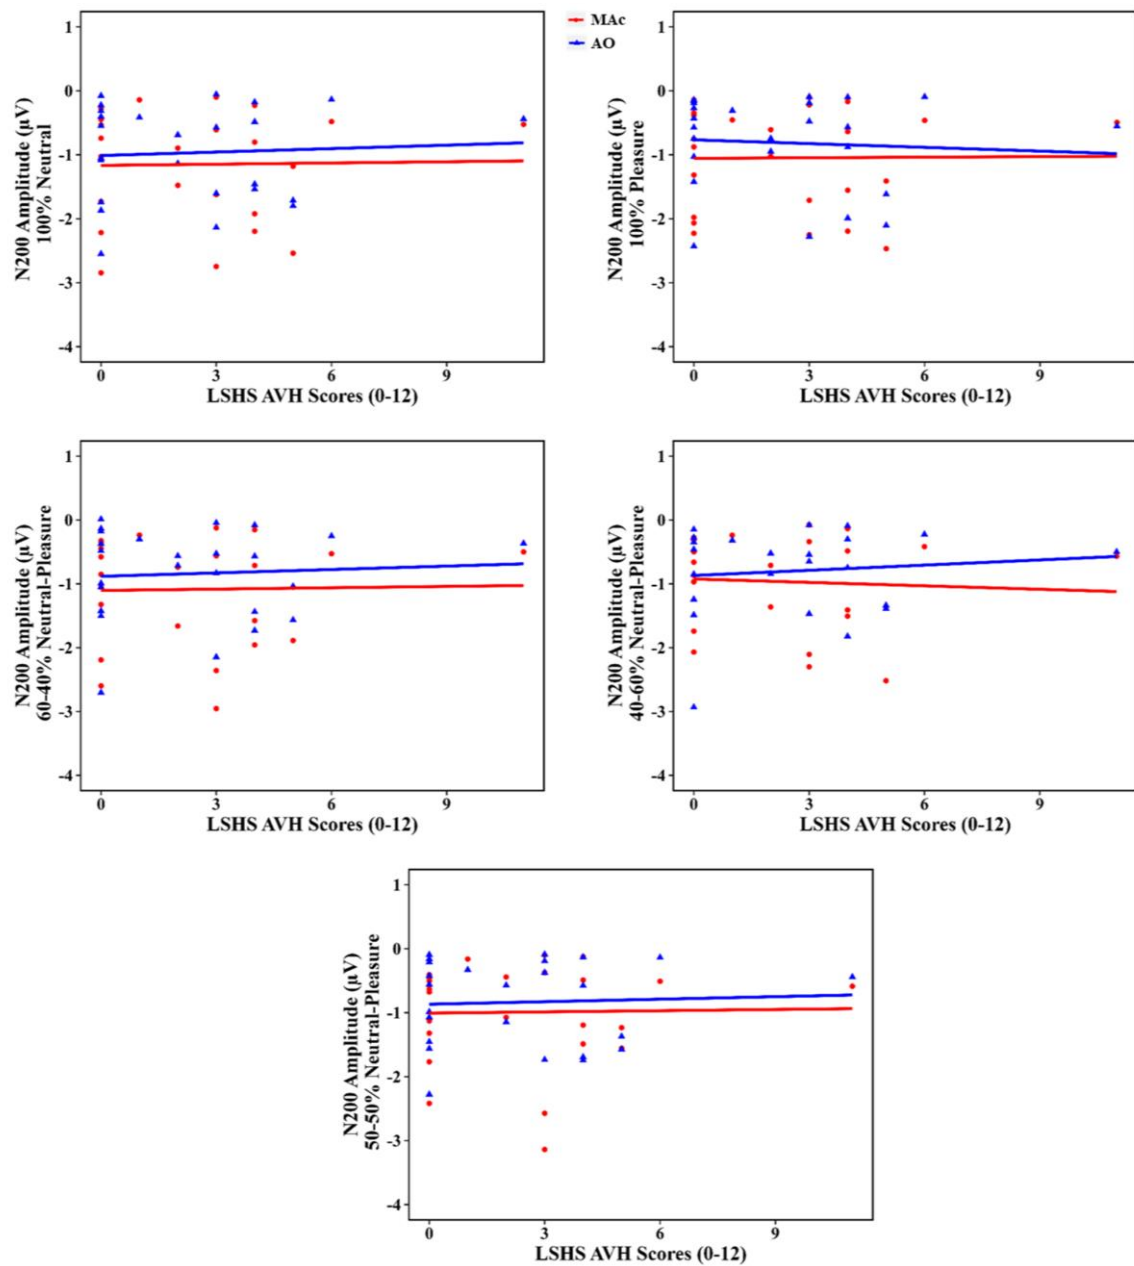 MAc
AO
N200 Amplitude (µV)
100% Neutral
1
0
-1
-2
-3
-4
0 3 6 9
LSHS AVH Scores (0-12)
N200 Amplitude (µV)
100% Pleasure
1
0
-1
-2
-3
-4
0 3 6 9
LSHS AVH Scores (0-12)
N200 Amplitude (µV)
60-40% Neutral-Pleasure
1
0
-1
-2
-3
-4
0 3 6 9
LSHS AVH Scores (0-12)
N200 Amplitude (µV)
40-60% Neutral-Pleasure
1
0
-1
-2
-3
-4
0 3 6 9
LSHS AVH Scores (0-12)
N200 Amplitude (µV)
50-50% Neutral-Pleasure
1
0
-1
-2
-3
-4
0 3 6 9
LSHS AVH Scores (0-12)